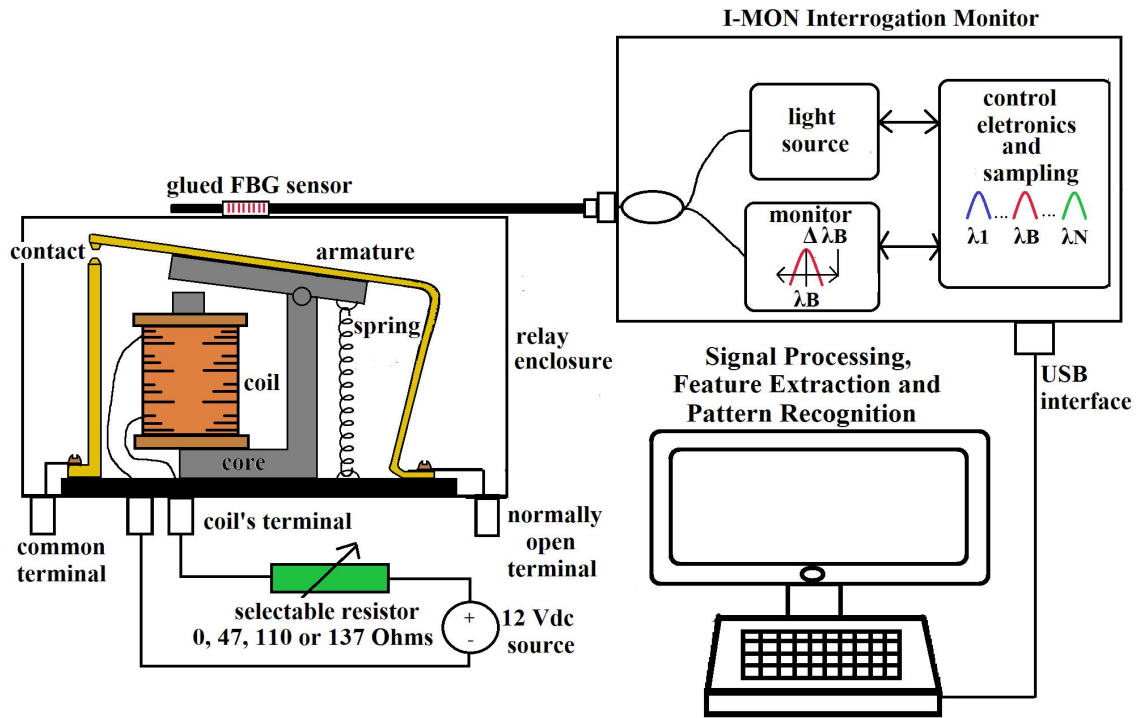 I-MON Interrogation Monitor
light
source
control
eletronics
and
sampling
λ1 ... λB ... λN
monitor
Δ λB
λB
glued FBG sensor
contact
armature
spring
relay
enclosure
coil
core
common
terminal
coil's terminal
normally
open
terminal
selectable resistor
0, 47, 110 or 137 Ohms
+
-
12 Vdc
source
USB
interface
Signal Processing,
Feature Extraction and
Pattern Recognition